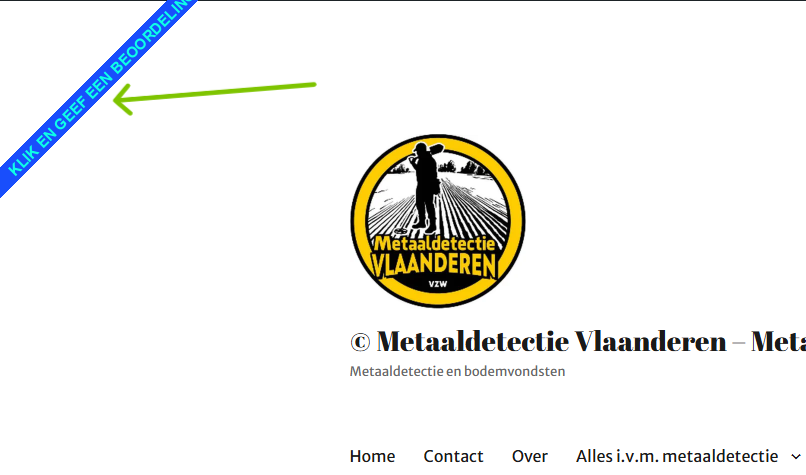 KLIK EN GEEF EEN BEOORDELING
Metaaldetectie
VLAANDEREN
VZW
© Metaaldetectie Vlaanderen – Meta
Metaaldetectie en bodemvondsten
Home Contact Over Alles i.v.m. metaaldetectie